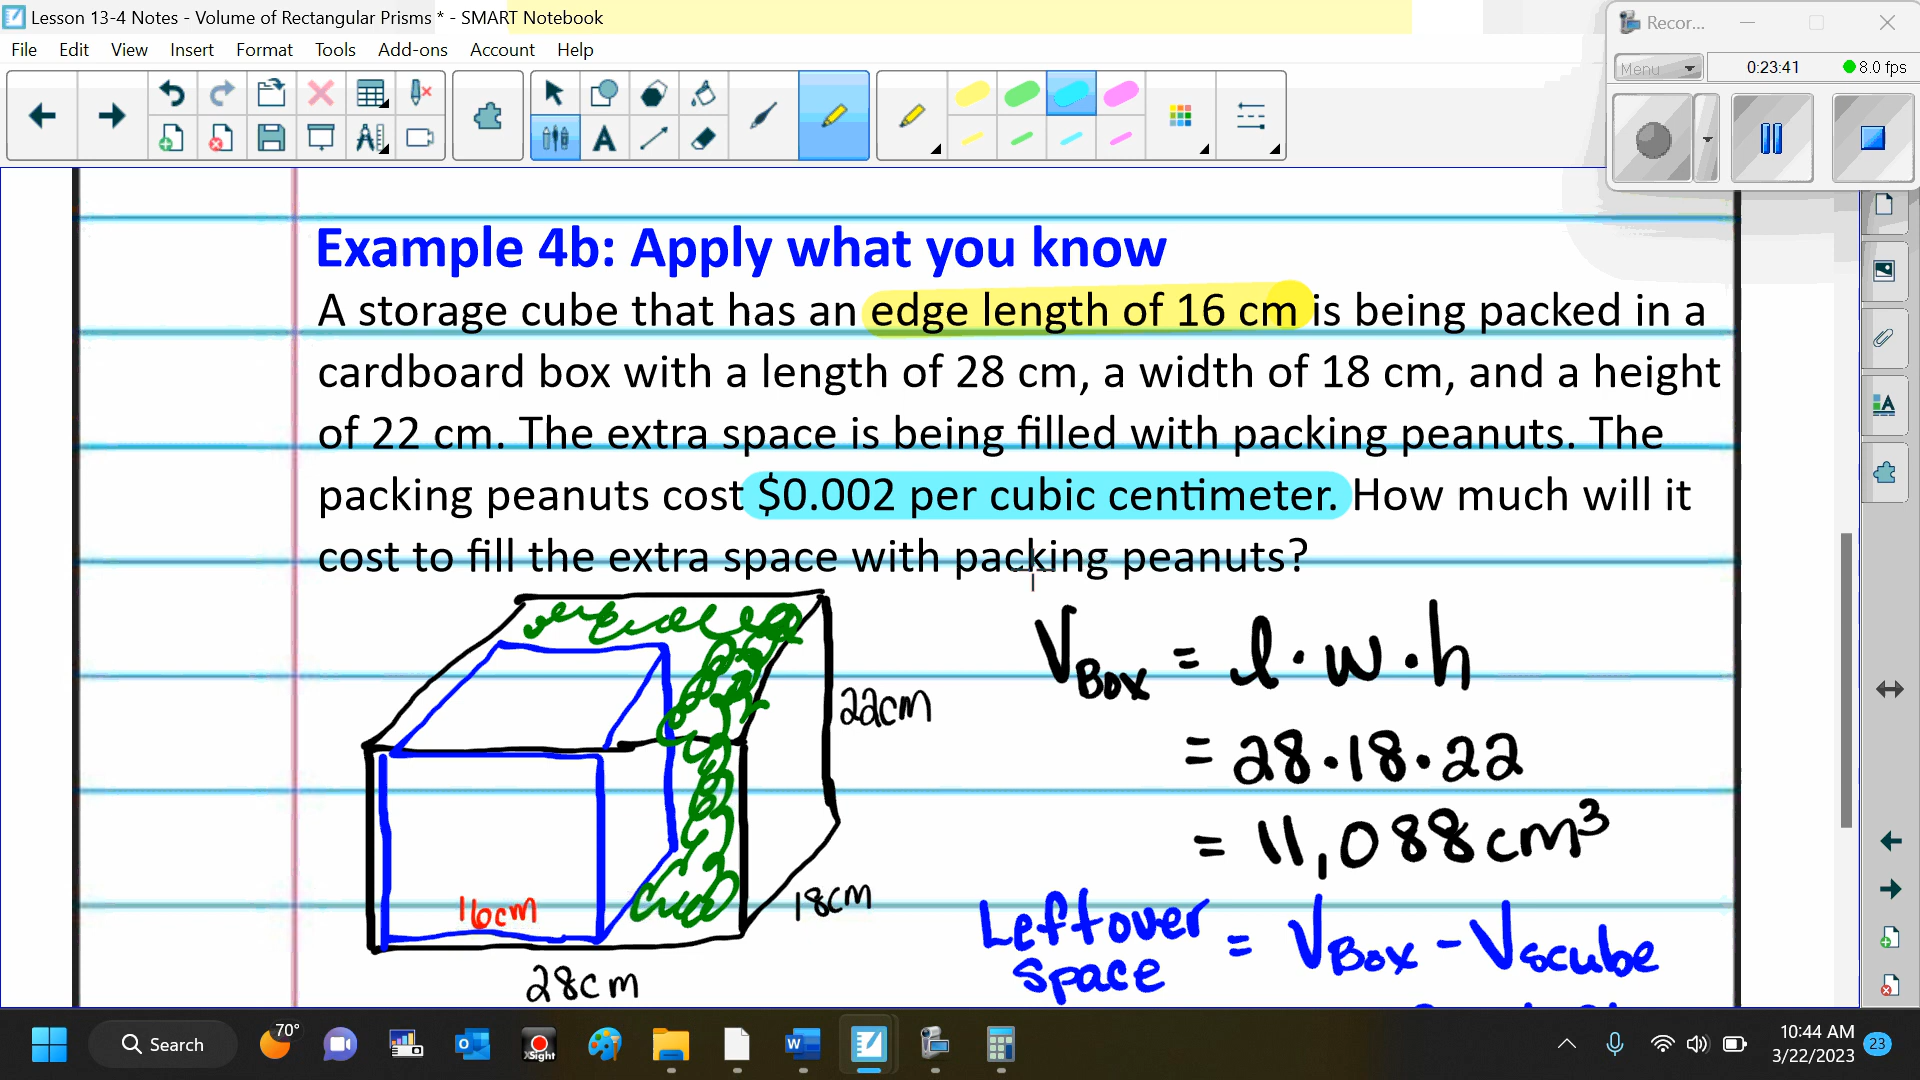 Lesson 13-4 Notes - Volume of Rectangular Prisms * - SMART Notebook
File Edit View Insert Format Tools Add-ons Account Help
Recor...
Menu
0:23:41
8.0 fps
Example 4b: Apply what you know
A storage cube that has an edge length of 16 cm is being packed in a
cardboard box with a length of 28 cm, a width of 18 cm, and a height
of 22 cm. The extra space is being filled with packing peanuts. The
packing peanuts cost $0.002 per cubic centimeter. How much will it
cost to fill the extra space with packing peanuts?
22cm
18cm
16cm
28cm
VBox = l·w·h
= 28·18·22
= 11,088cm³
Leftover space = VBox - Vscube
70°
Search
XSight
10:44 AM
3/22/2023
23